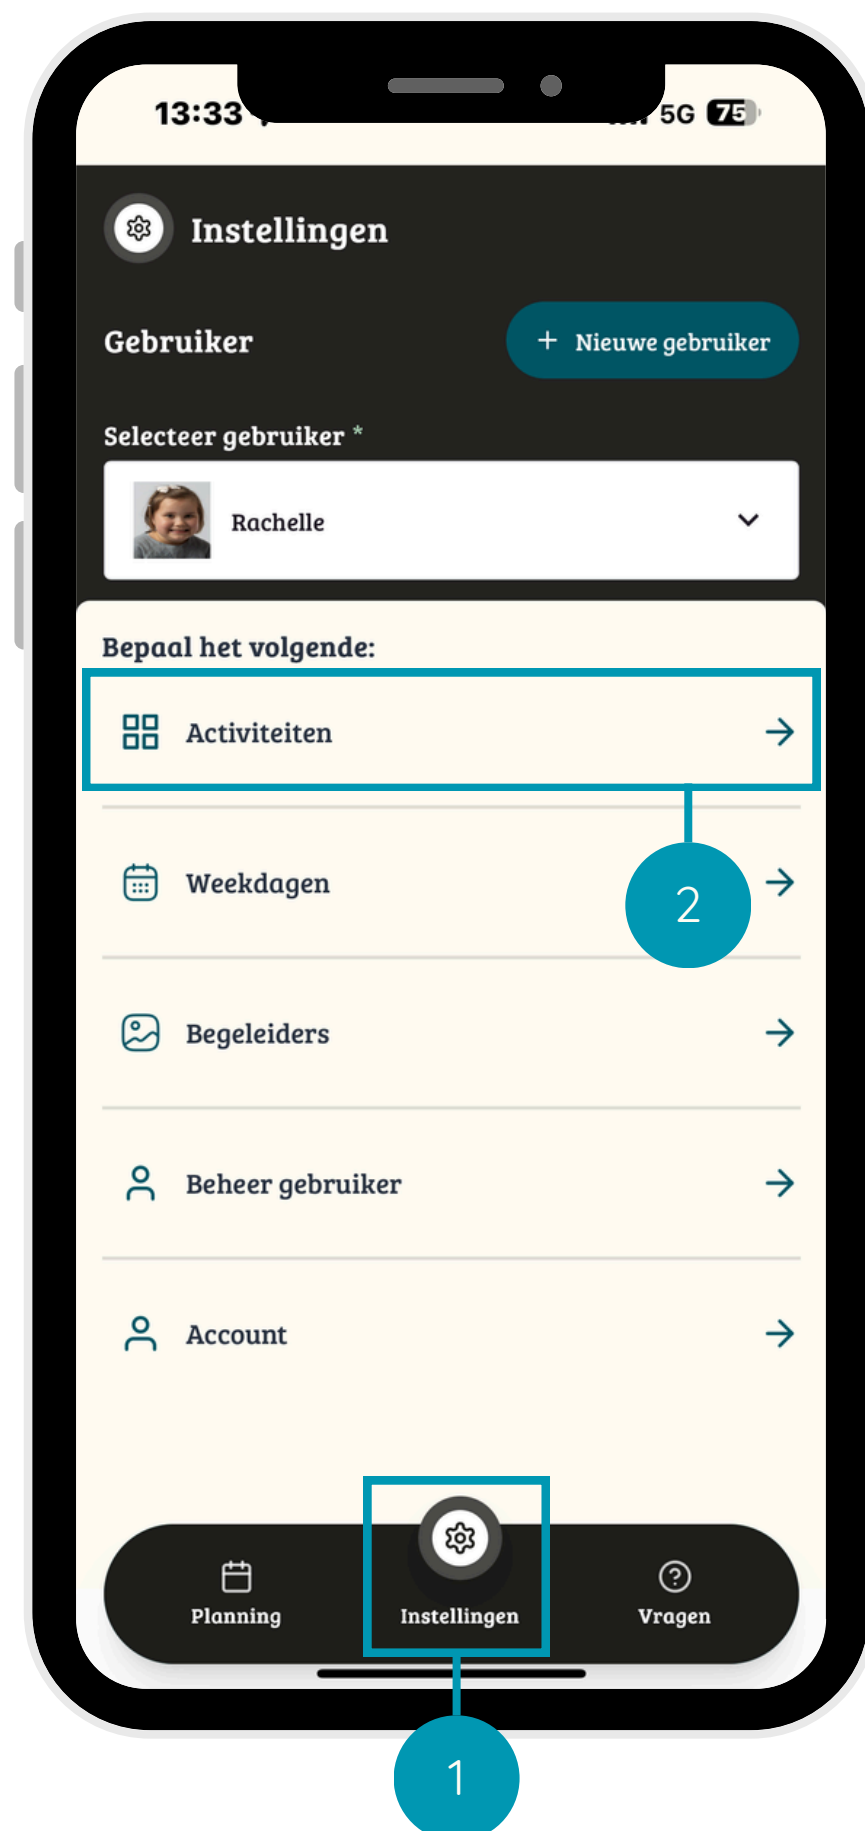 13:33 5G 75
Instellingen
Gebruiker
+ Nieuwe gebruiker
Selecteer gebruiker *
Rachelle
Bepaal het volgende:
Activiteiten
Weekdagen
2
Begeleiders
Beheer gebruiker
Account
Planning
Instellingen
Vragen
1